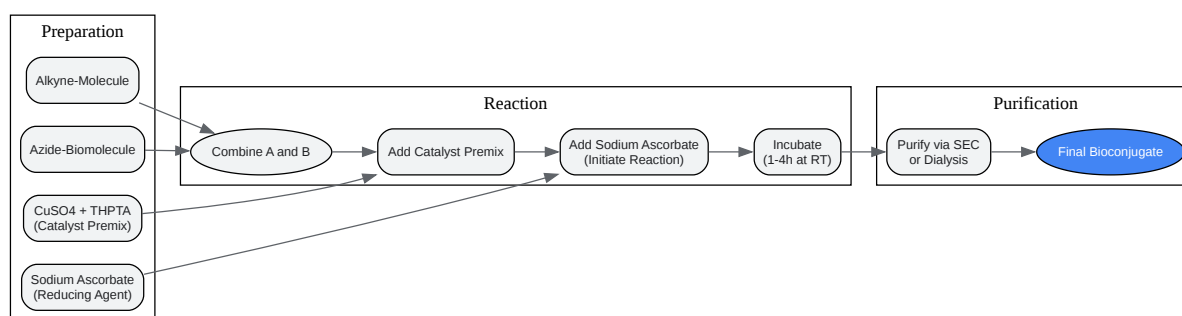 Preparation
Alkyne-Molecule
Azide-Biomolecule
CuSO4 + THPTA
(Catalyst Premix)
Sodium Ascorbate
(Reducing Agent)
Reaction
Combine A and B
Add Catalyst Premix
Add Sodium Ascorbate
(Initiate Reaction)
Incubate
(1-4h at RT)
Purification
Purify via SEC
or Dialysis
Final Bioconjugate